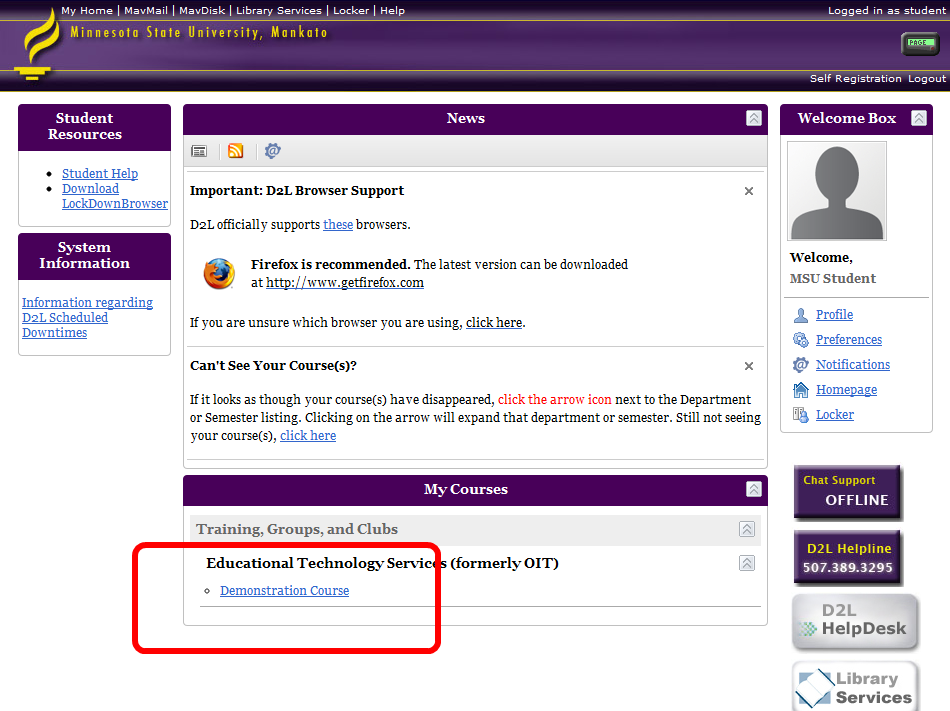 My Home | MavMail | MavDisk | Library Services | Locker | Help
Logged in as student
Minnesota State University, Mankato
PAGE
Self Registration Logout
Student
Resources
Student Help
Download
LockDownBrowser
System
Information
Information regarding
D2L Scheduled
Downtimes
News
Important: D2L Browser Support
D2L officially supports these browsers.
Firefox is recommended. The latest version can be downloaded
at http://www.getfirefox.com
If you are unsure which browser you are using, click here.
Can't See Your Course(s)?
If it looks as though your course(s) have disappeared, click the arrow icon next to the Department
or Semester listing. Clicking on the arrow will expand that department or semester. Still not seeing
your course(s), click here
My Courses
Training, Groups, and Clubs
Educational Technology Services (formerly OIT)
Demonstration Course
Welcome Box
Welcome,
MSU Student
Profile
Preferences
Notifications
Homepage
Locker
Chat Support
OFFLINE
D2L Helpline
507.389.3295
D2L
HelpDesk
Library
Services